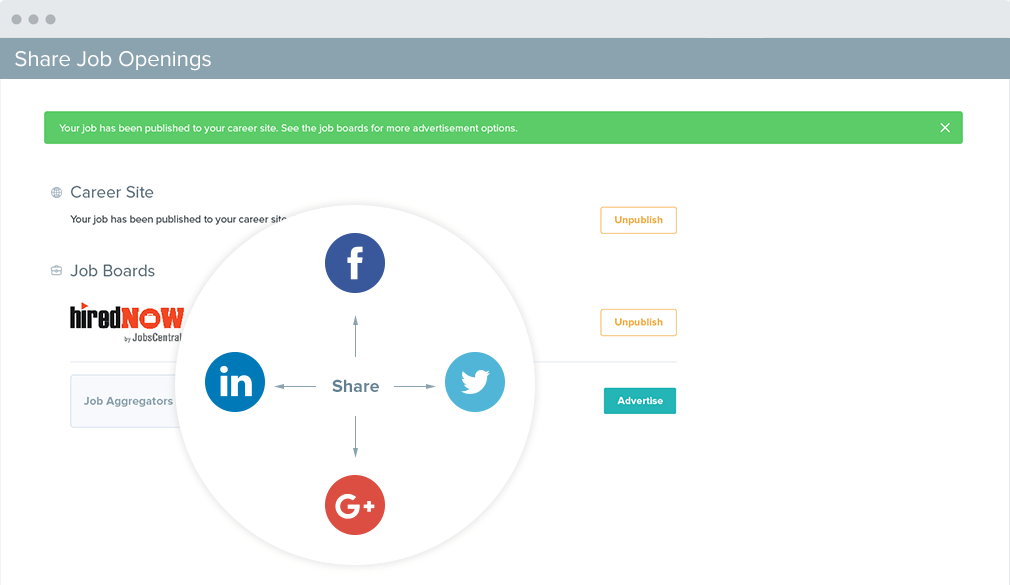 Share Job Openings
Your job has been published to your career site. See the job boards for more advertisement options.
Career Site
Your job has been published to your career site
Unpublish
Job Boards
hiredNOW
by JobsCentral
Unpublish
Job Aggregators
Advertise
f
in
Share
G+